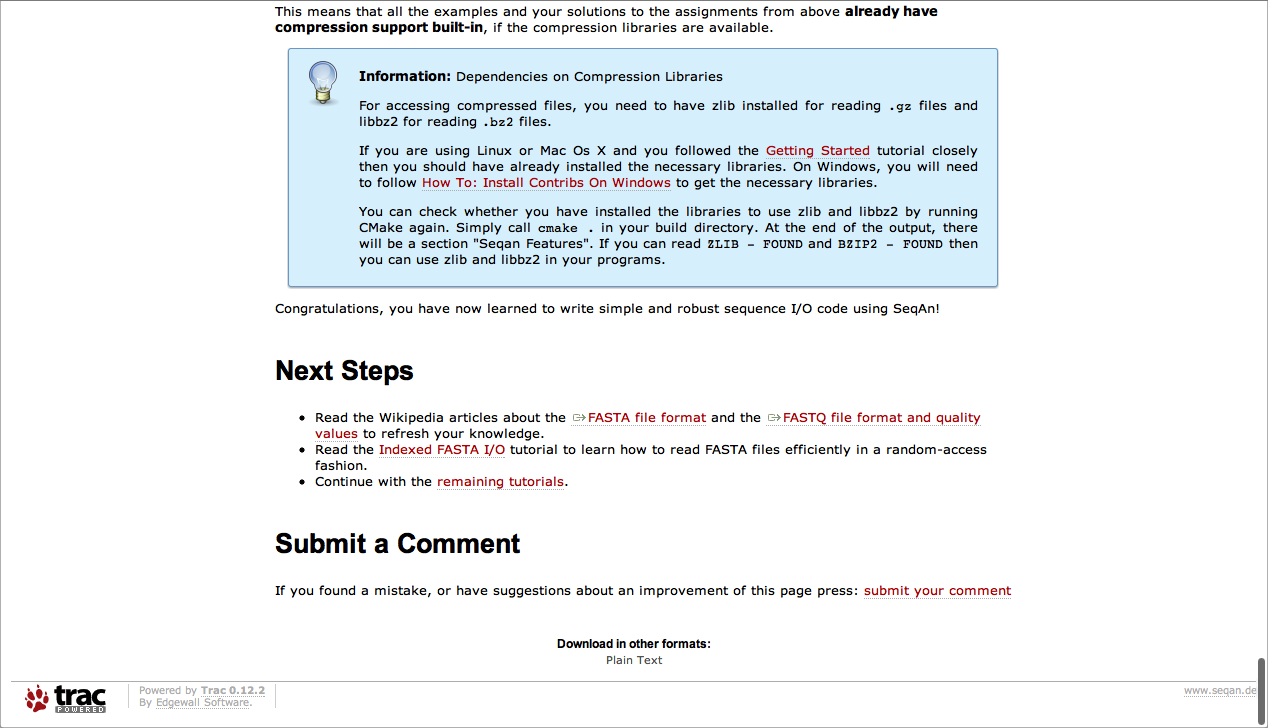 This means that all the examples and your solutions to the assignments from above already have
compression support built-in, if the compression libraries are available.
Information: Dependencies on Compression Libraries
For accessing compressed files, you need to have zlib installed for reading .gz files and
libbz2 for reading .bz2 files.
If you are using Linux or Mac Os X and you followed the Getting Started tutorial closely
then you should have already installed the necessary libraries. On Windows, you will need
to follow How To: Install Contribs On Windows to get the necessary libraries.
You can check whether you have installed the libraries to use zlib and libbz2 by running
CMake again. Simply call cmake . in your build directory. At the end of the output, there
will be a section "Seqan Features". If you can read ZLIB - FOUND and BZIP2 - FOUND then
you can use zlib and libbz2 in your programs.
Congratulations, you have now learned to write simple and robust sequence I/O code using SeqAn!
Next Steps
• Read the Wikipedia articles about the FASTA file format and the FASTQ file format and quality
values to refresh your knowledge.
• Read the Indexed FASTA I/O tutorial to learn how to read FASTA files efficiently in a random-access
fashion.
• Continue with the remaining tutorials.
Submit a Comment
If you found a mistake, or have suggestions about an improvement of this page press: submit your comment
Download in other formats:
Plain Text
trac
POWERED
Powered by Trac 0.12.2
By Edgewall Software.
www.seqan.de